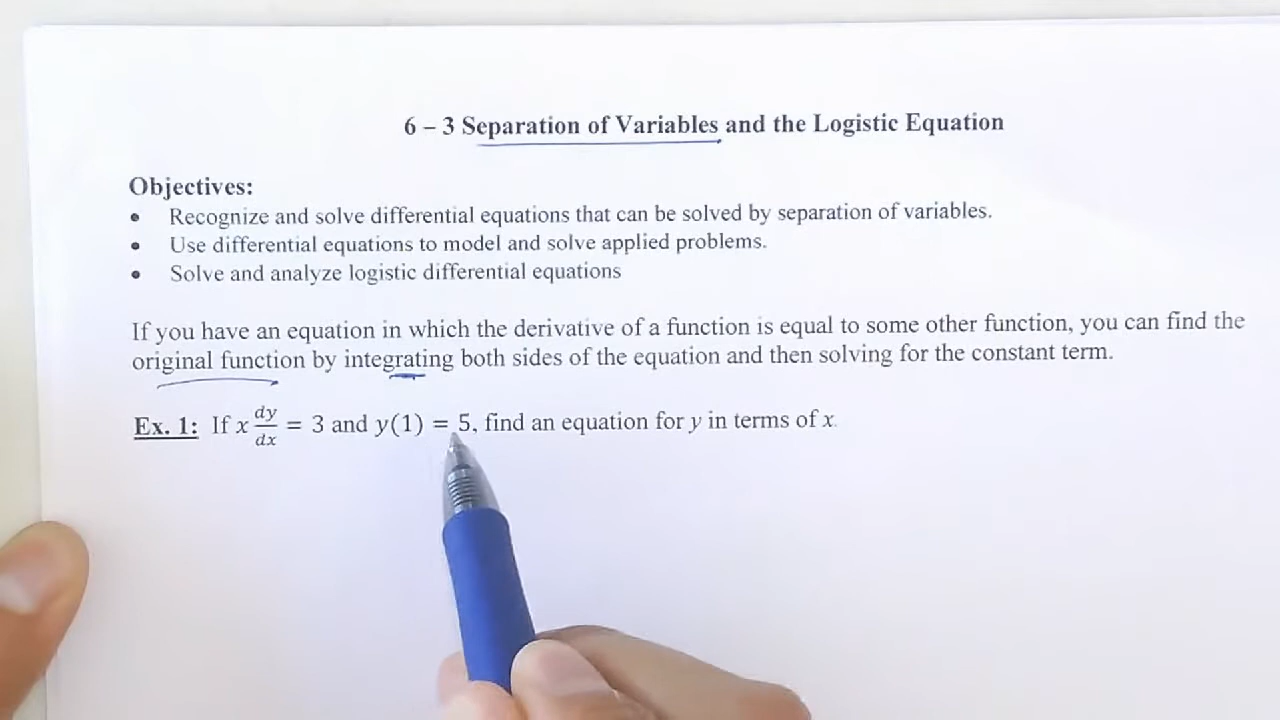 6 – 3 Separation of Variables and the Logistic Equation
Objectives:
• Recognize and solve differential equations that can be solved by separation of variables.
• Use differential equations to model and solve applied problems.
• Solve and analyze logistic differential equations
If you have an equation in which the derivative of a function is equal to some other function, you can find the
original function by integrating both sides of the equation and then solving for the constant term.
Ex. 1: If x dy/dx = 3 and y(1) = 5, find an equation for y in terms of x.